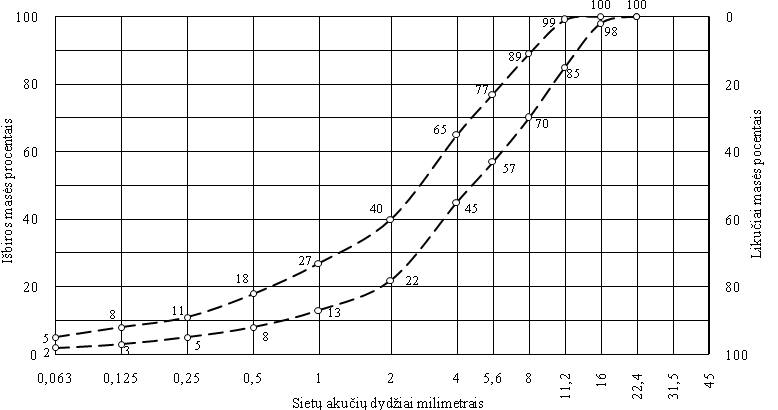 100 100
100 99 98 0
89
80 77 85 20
65 70
60 57 40
40 45
40 60
27
18 22
20 11 13 80
8 8
5 5
2 3
0 100
0,063 0,125 0,25 0,5 1 2 4 5,6 8 11,2 16 22,4 31,5 45
Sietų akučių dydžiai milimetrais
Išbiros masės procentais
Likučiai masės pocentais